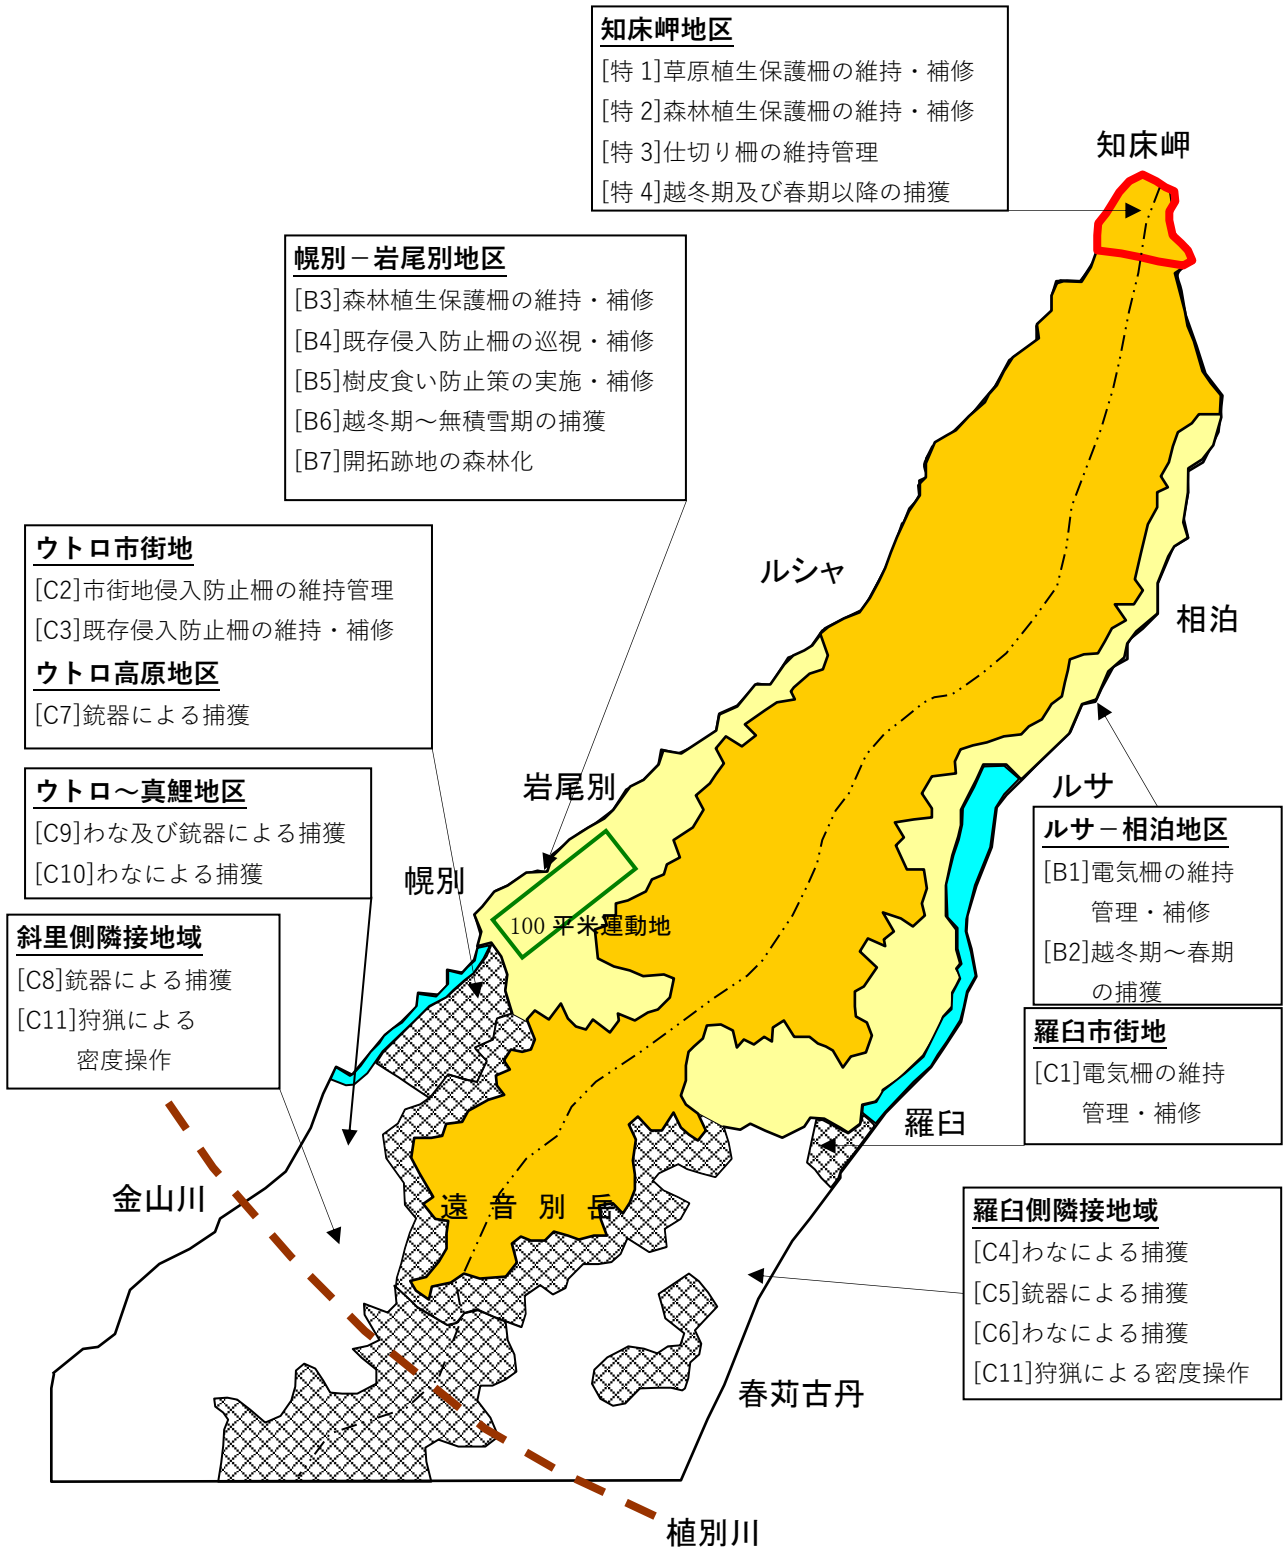 知床岬地区
[特 1]草原植生保護柵の維持・補修
[特 2]森林植生保護柵の維持・補修
[特 3]仕切り柵の維持管理
[特 4]越冬期及び春期以降の捕獲
知床岬
幌別－岩尾別地区
[B3]森林植生保護柵の維持・補修
[B4]既存侵入防止柵の巡視・補修
[B5]樹皮食い防止策の実施・補修
[B6]越冬期～無積雪期の捕獲
[B7]開拓跡地の森林化
ウトロ市街地
[C2]市街地侵入防止柵の維持管理
[C3]既存侵入防止柵の維持・補修
ウトロ高原地区
[C7]銃器による捕獲
ルシャ
相泊
ウトロ～真鯉地区
[C9]わな及び銃器による捕獲
[C10]わなによる捕獲
岩尾別
幌別
100 平米運動地
ルサ
ルサ－相泊地区
[B1]電気柵の維持
管理・補修
[B2]越冬期～春期
の捕獲
斜里側隣接地域
[C8]銃器による捕獲
[C11]狩猟による
密度操作
羅臼市街地
[C1]電気柵の維持
管理・補修
羅臼
金山川
遠音別岳
羅臼側隣接地域
[C4]わなによる捕獲
[C5]銃器による捕獲
[C6]わなによる捕獲
[C11]狩猟による密度操作
春苅古丹
植別川